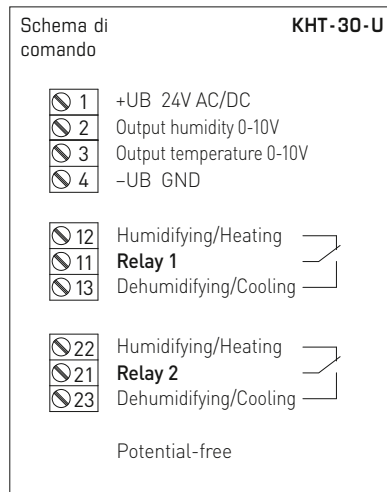 Schema di KHT-30-U
comando
1 +UB 24V AC/DC
2 Output humidity 0-10V
3 Output temperature 0-10V
4 –UB GND
12 Humidifying/Heating
11 Relay 1
13 Dehumidifying/Cooling
22 Humidifying/Heating
21 Relay 2
23 Dehumidifying/Cooling
Potential-free